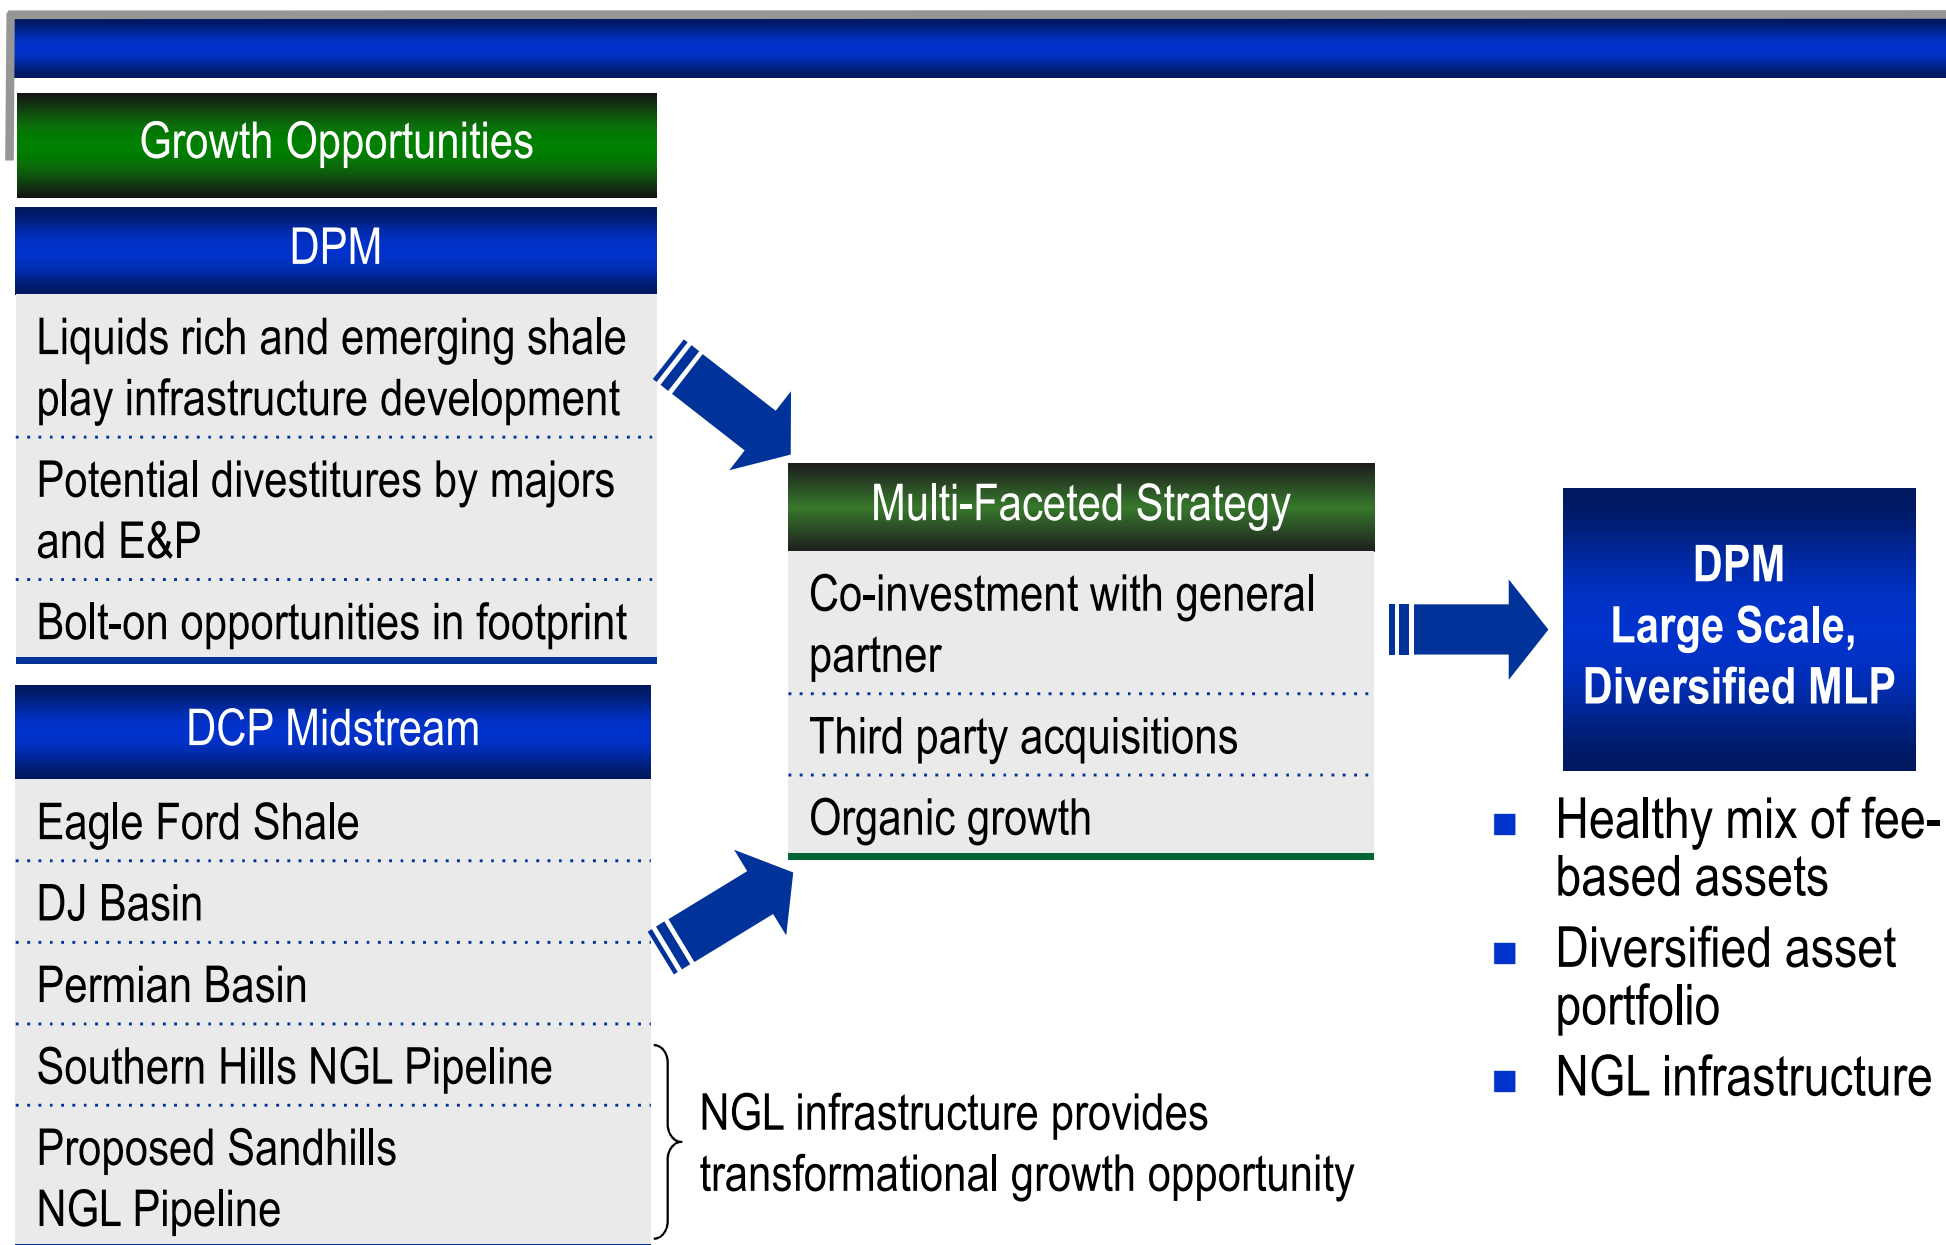 Growth Opportunities
DPM
Liquids rich and emerging shale
play infrastructure development
Potential divestitures by majors
and E&P
Bolt-on opportunities in footprint
DCP Midstream
Eagle Ford Shale
DJ Basin
Permian Basin
Southern Hills NGL Pipeline
Proposed Sandhills
NGL Pipeline
NGL infrastructure provides
transformational growth opportunity
Multi-Faceted Strategy
Co-investment with general
partner
Third party acquisitions
Organic growth
DPM
Large Scale,
Diversified MLP
Healthy mix of fee-
based assets
Diversified asset
portfolio
NGL infrastructure